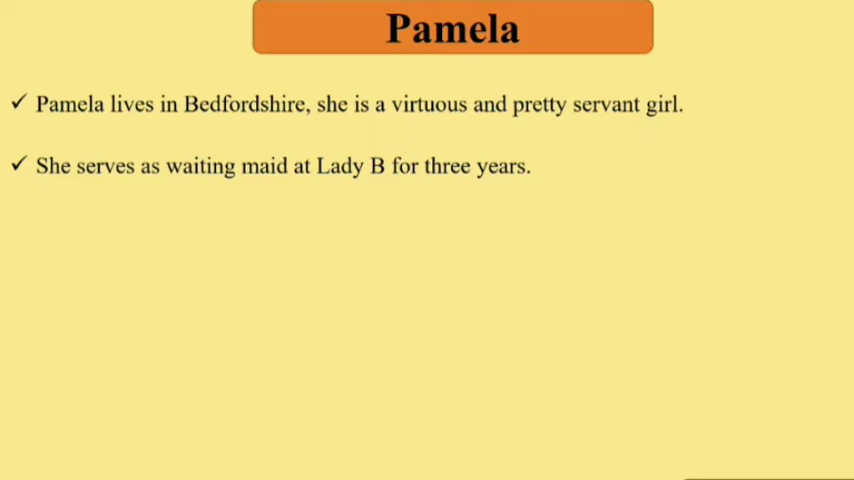 Pamela
✓ Pamela lives in Bedfordshire, she is a virtuous and pretty servant girl.
✓ She serves as waiting maid at Lady B for three years.